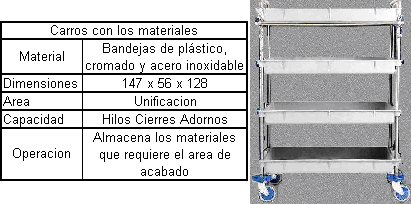 Carros con los materiales
Material
Bandejas de plástico,
cromado y acero inoxidable
Dimensiones
147 x 56 x 128
Area
Unificacion
Capacidad
Hilos Cierres Adornos
Operacion
Almacena los materiales
que requiere el area de
acabado